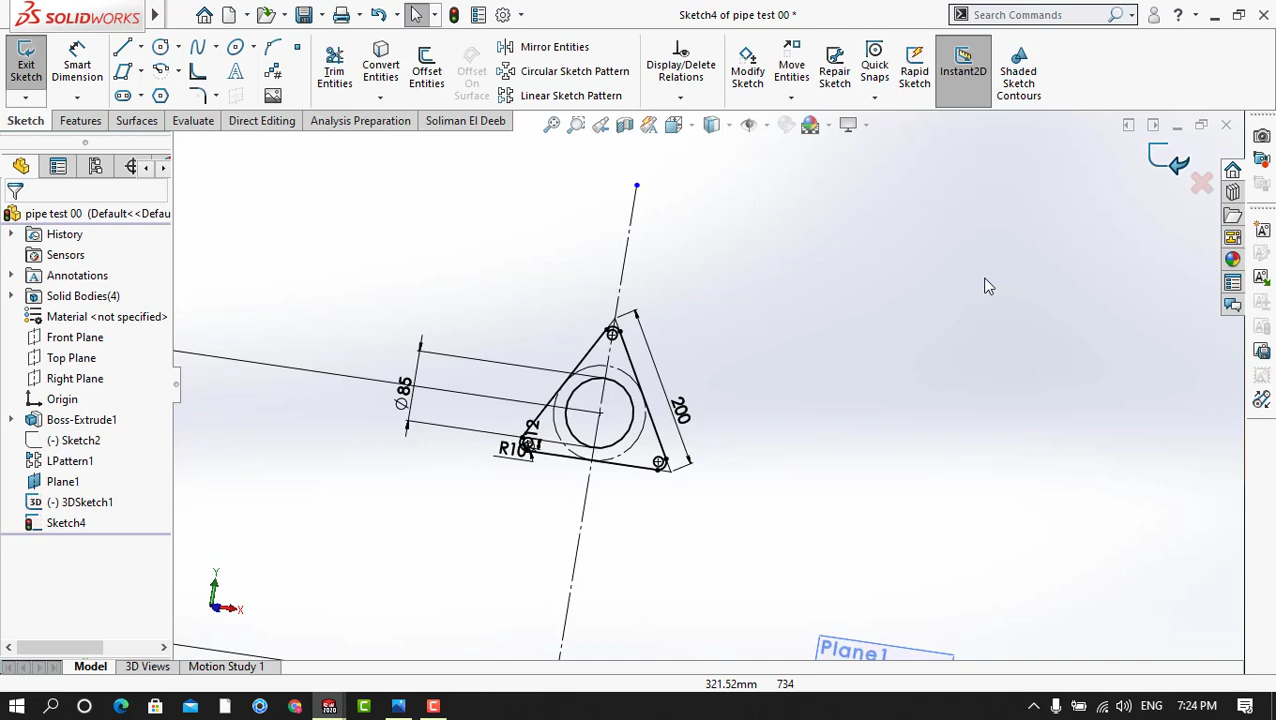 SOLIDWORKS
Sketch4 of pipe test 00 *
Search Commands
Exit Sketch
Smart Dimension
Trim Entities
Convert Entities
Offset Entities
Offset On Surface
Mirror Entities
Circular Sketch Pattern
Linear Sketch Pattern
Display/Delete Relations
Modify Sketch
Move Entities
Repair Sketch
Quick Snaps
Rapid Sketch
Instant2D
Shaded Sketch Contours
Sketch
Features
Surfaces
Evaluate
Direct Editing
Analysis Preparation
Soliman El Deeb
pipe test 00 (Default<<Defau
History
Sensors
Annotations
Solid Bodies(4)
Material <not specified>
Front Plane
Top Plane
Right Plane
Origin
Boss-Extrude1
(-) Sketch2
LPattern1
Plane1
3D (-) 3DSketch1
Sketch4
Ø85
200
12
R10
Y
X
Plane1
Model
3D Views
Motion Study 1
321.52mm 734
ENG
7:24 PM